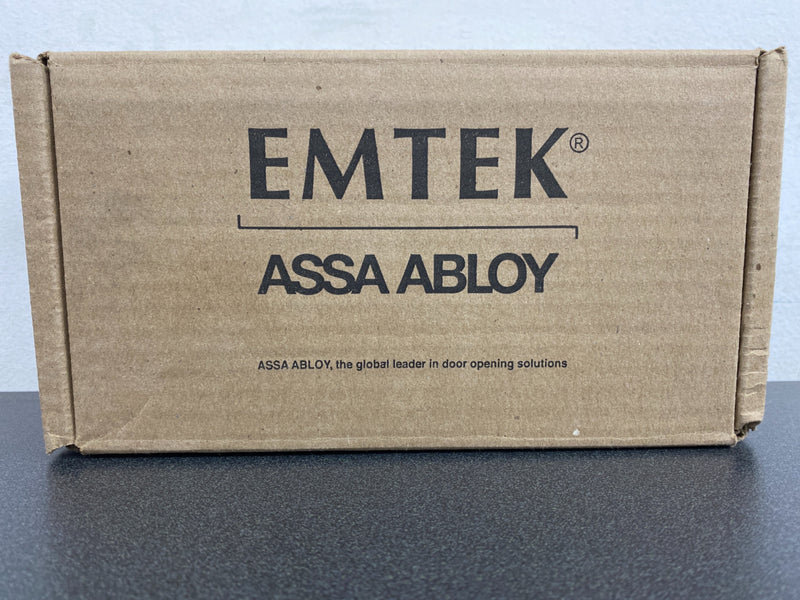 EMTEK®
ASSA ABLOY
ASSA ABLOY, the global leader in door opening solutions